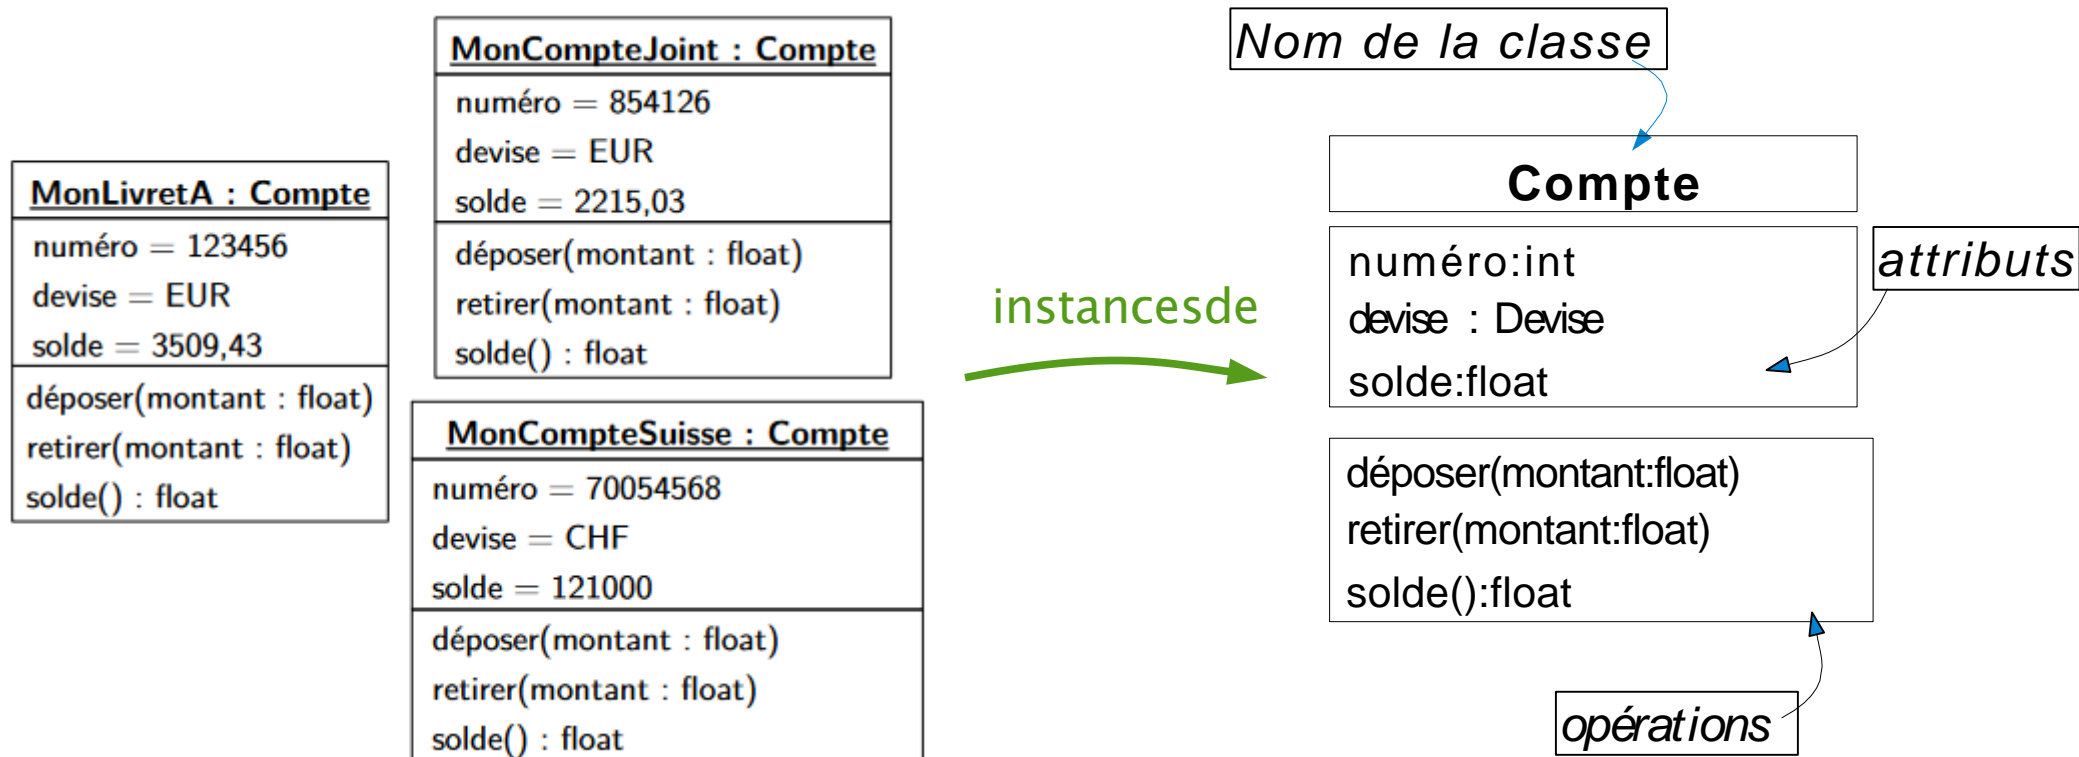 MonLivretA : Compte
numéro = 123456
devise = EUR
solde = 3509,43
déposer(montant : float)
retirer(montant : float)
solde() : float
MonCompteJoint : Compte
numéro = 854126
devise = EUR
solde = 2215,03
déposer(montant : float)
retirer(montant : float)
solde() : float
MonCompteSuisse : Compte
numéro = 70054568
devise = CHF
solde = 121000
déposer(montant : float)
retirer(montant : float)
solde() : float
instancesde
Nom de la classe
Compte
numéro:int
devise : Devise
solde:float
attributs
déposer(montant:float)
retirer(montant:float)
solde():float
opérations